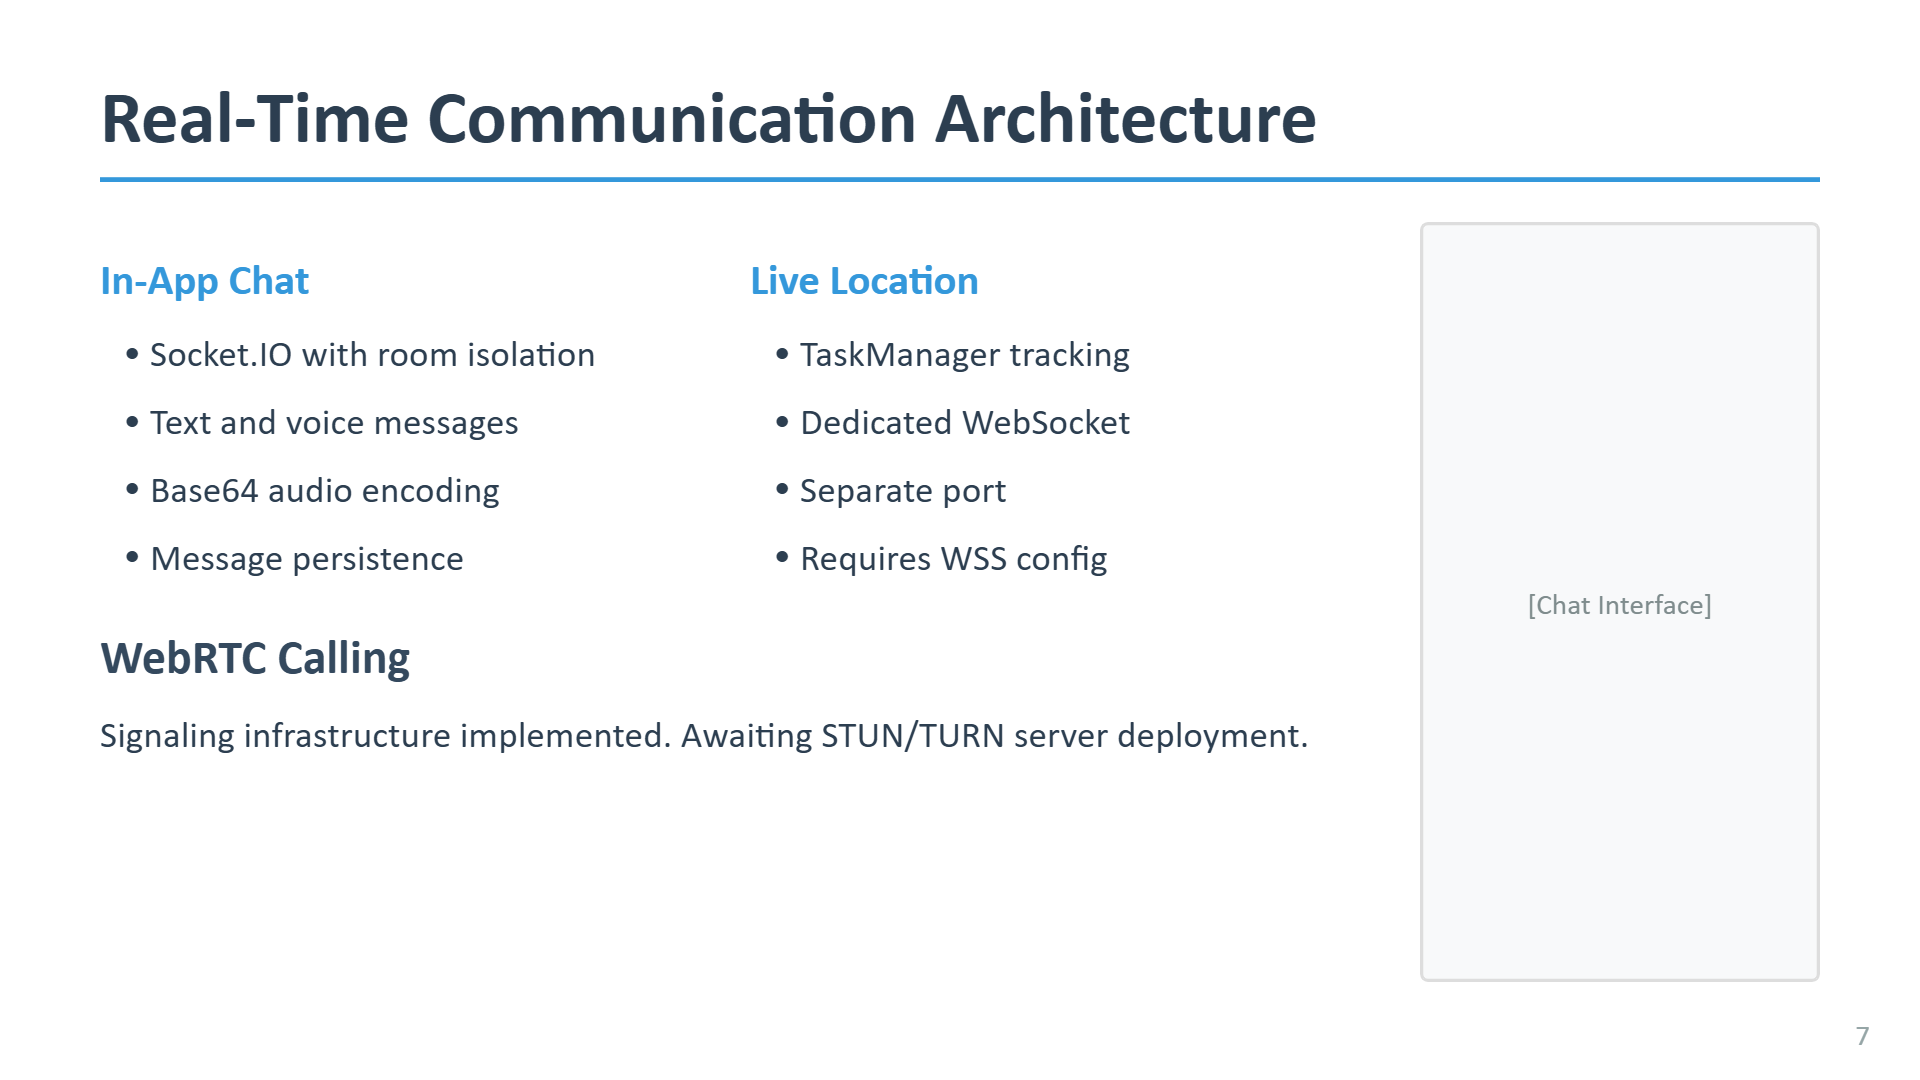 Real-Time Communication Architecture
In-App Chat
• Socket.IO with room isolation
• Text and voice messages
• Base64 audio encoding
• Message persistence
Live Location
• TaskManager tracking
• Dedicated WebSocket
• Separate port
• Requires WSS config
WebRTC Calling
Signaling infrastructure implemented. Awaiting STUN/TURN server deployment.
[Chat Interface]
7